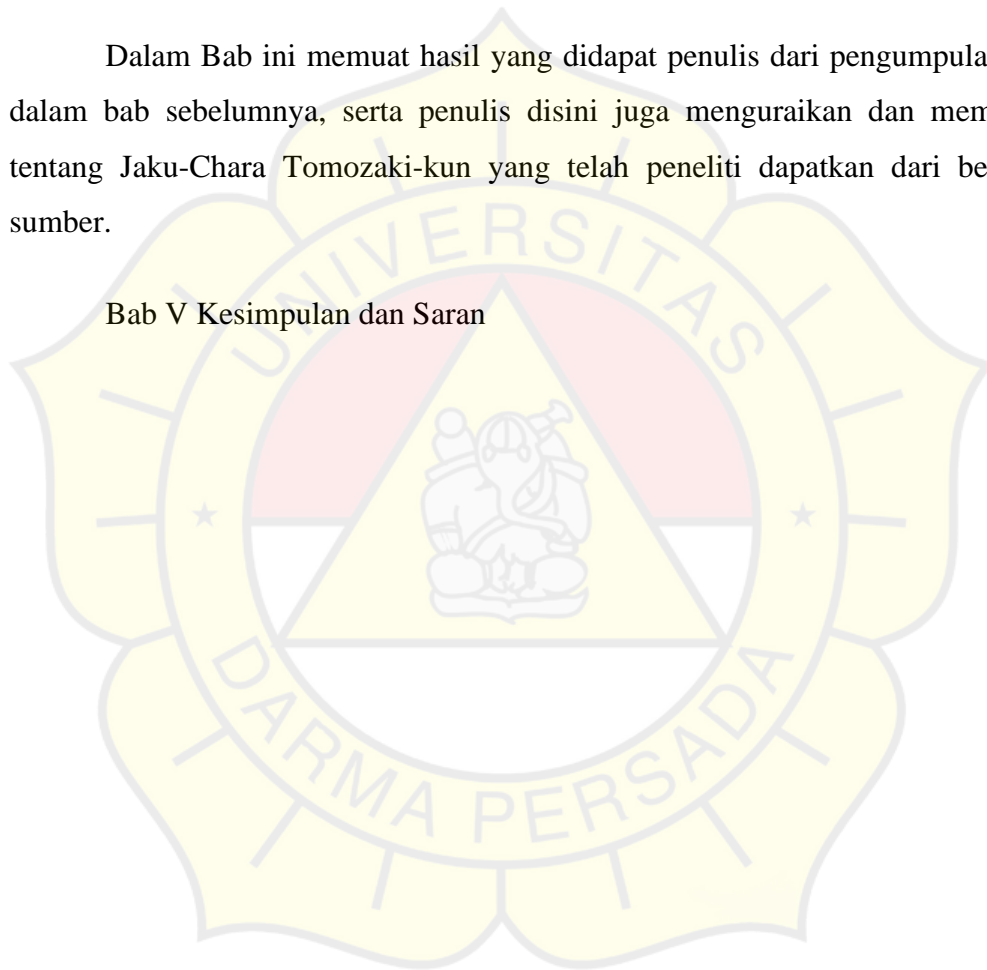 Dalam Bab ini memuat hasil yang didapat penulis dari pengumpula
dalam bab sebelumnya, serta penulis disini juga menguraikan dan mem
tentang Jaku-Chara Tomozaki-kun yang telah peneliti dapatkan dari be
sumber.
Bab V Kesimpulan dan Saran
UNIVERSITAS
DARMA PERSADA